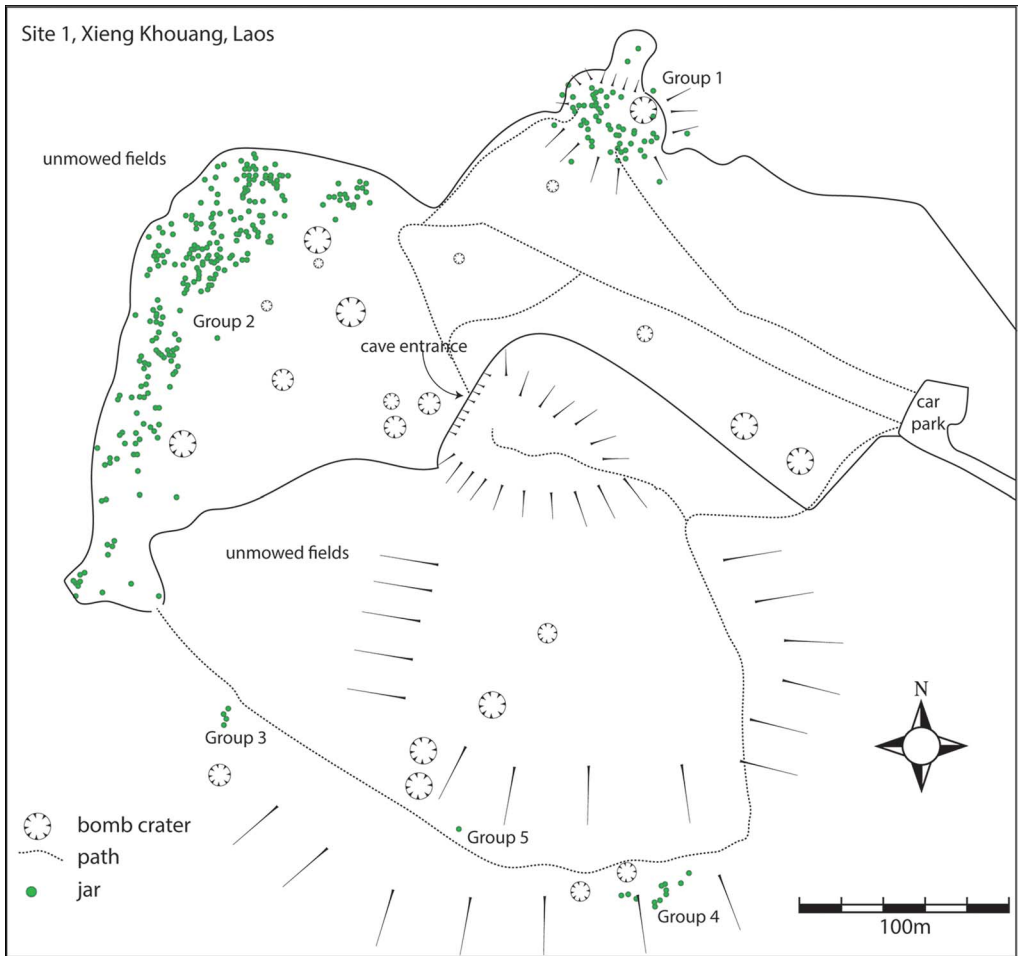 Site 1, Xieng Khouang, Laos
Group 1
unmowed fields
Group 2
cave entrance
car
park
unmowed fields
N
Group 3
bomb crater
Group 5
path
jar
Group 4
100m